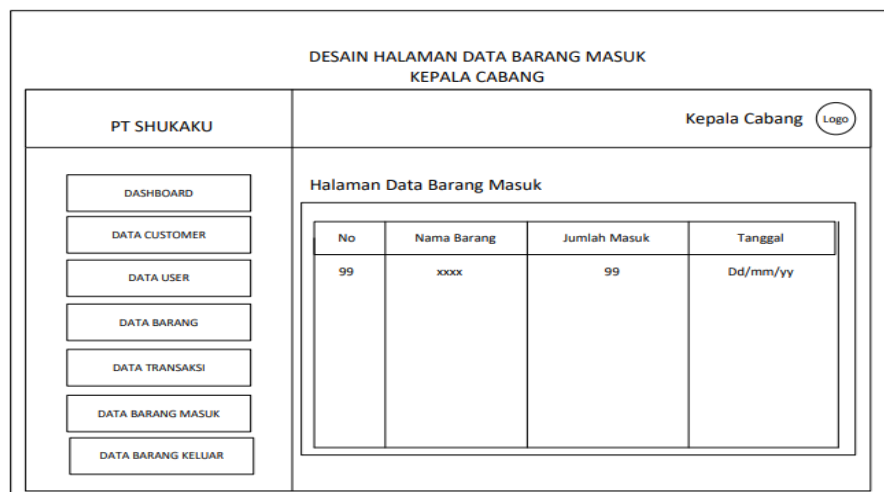 DESAIN HALAMAN DATA BARANG MASUK
KEPALA CABANG
PT SHUKAKU
Kepala Cabang Logo
DASHBOARD
DATA CUSTOMER
DATA USER
DATA BARANG
DATA TRANSAKSI
DATA BARANG MASUK
DATA BARANG KELUAR
Halaman Data Barang Masuk
No Nama Barang Jumlah Masuk Tanggal
99 xxxx 99 Dd/mm/yy